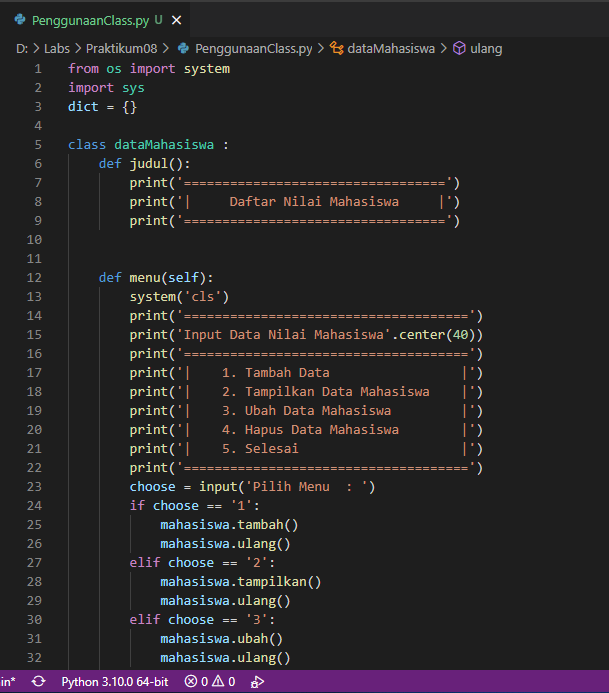 PenggunaanClass.py U ×
D: > Labs > Praktikum08 > PenggunaanClass.py > dataMahasiswa > ulang
1 from os import system
2 import sys
3 dict = {}
4
5 class dataMahasiswa :
6 def judul():
7 print('==================================')
8 print('|     Daftar Nilai Mahasiswa     |')
9 print('==================================')
10
11
12 def menu(self):
13 system('cls')
14 print('=====================================')
15 print('Input Data Nilai Mahasiswa'.center(40))
16 print('=====================================')
17 print('|    1. Tambah Data                 |')
18 print('|    2. Tampilkan Data Mahasiswa    |')
19 print('|    3. Ubah Data Mahasiswa         |')
20 print('|    4. Hapus Data Mahasiswa        |')
21 print('|    5. Selesai                     |')
22 print('=====================================')
23 choose = input('Pilih Menu  : ')
24 if choose == '1':
25 mahasiswa.tambah()
26 mahasiswa.ulang()
27 elif choose == '2':
28 mahasiswa.tampilkan()
29 mahasiswa.ulang()
30 elif choose == '3':
31 mahasiswa.ubah()
32 mahasiswa.ulang()
in* Python 3.10.0 64-bit 0 0